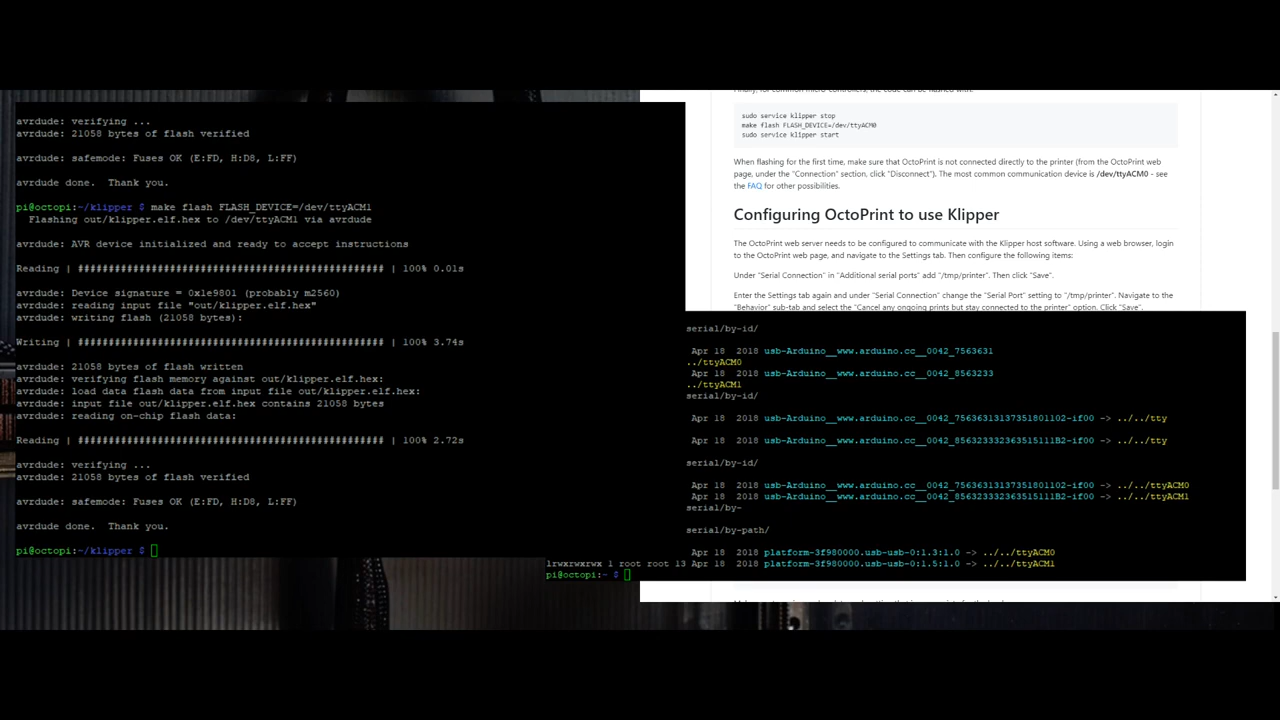 avrdude: verifying ...
avrdude: 21058 bytes of flash verified
avrdude: safemode: Fuses OK (E:FD, H:D8, L:FF)
avrdude done.  Thank you.
pi@octopi:~/klipper $ make flash FLASH_DEVICE=/dev/ttyACM1
Flashing out/klipper.elf.hex to /dev/ttyACM1 via avrdude
avrdude: AVR device initialized and ready to accept instructions
Reading | ################################################## | 100% 0.01s
avrdude: Device signature = 0x1e9801 (probably m2560)
avrdude: reading input file "out/klipper.elf.hex"
avrdude: writing flash (21058 bytes):
Writing | ################################################## | 100% 3.74s
avrdude: 21058 bytes of flash written
avrdude: verifying flash memory against out/klipper.elf.hex:
avrdude: load data flash data from input file out/klipper.elf.hex:
avrdude: input file out/klipper.elf.hex contains 21058 bytes
avrdude: reading on-chip flash data:
Reading | ################################################## | 100% 2.72s
avrdude: verifying ...
avrdude: 21058 bytes of flash verified
avrdude: safemode: Fuses OK (E:FD, H:D8, L:FF)
avrdude done.  Thank you.
pi@octopi:~/klipper $
Finally, for common micro-controllers, the code can be flashed with:
sudo service klipper stop
make flash FLASH_DEVICE=/dev/ttyACM0
sudo service klipper start
When flashing for the first time, make sure that OctoPrint is not connected directly to the printer (from the OctoPrint web
page, under the "Connection" section, click "Disconnect"). The most common communication device is /dev/ttyACM0 - see
the FAQ for other possibilities.
Configuring OctoPrint to use Klipper
The OctoPrint web server needs to be configured to communicate with the Klipper host software. Using a web browser, login
to the OctoPrint web page, and navigate to the Settings tab. Then configure the following items:
Under "Serial Connection" in "Additional serial ports" add "/tmp/printer". Then click "Save".
Enter the Settings tab again and under "Serial Connection" change the "Serial Port" setting to "/tmp/printer". Navigate to the
"Behavior" sub-tab and select the "Cancel any ongoing prints but stay connected to the printer" option. Click "Save".
serial/by-id/
Apr 18  2018 usb-Arduino__www.arduino.cc__0042_7563631
../ttyACM0
Apr 18  2018 usb-Arduino__www.arduino.cc__0042_8563233
../ttyACM1
serial/by-id/
Apr 18  2018 usb-Arduino__www.arduino.cc__0042_75636313137351801102-if00 -> ../../tty
Apr 18  2018 usb-Arduino__www.arduino.cc__0042_85632333236351511B2-if00 -> ../../tty
serial/by-id/
Apr 18  2018 usb-Arduino__www.arduino.cc__0042_75636313137351801102-if00 -> ../../ttyACM0
Apr 18  2018 usb-Arduino__www.arduino.cc__0042_85632333236351511B2-if00 -> ../../ttyACM1
serial/by-
serial/by-path/
Apr 18  2018 platform-3f980000.usb-usb-0:1.3:1.0 -> ../../ttyACM0
lrwxrwxrwx 1 root root 13 Apr 18  2018 platform-3f980000.usb-usb-0:1.5:1.0 -> ../../ttyACM1
pi@octopi:~ $